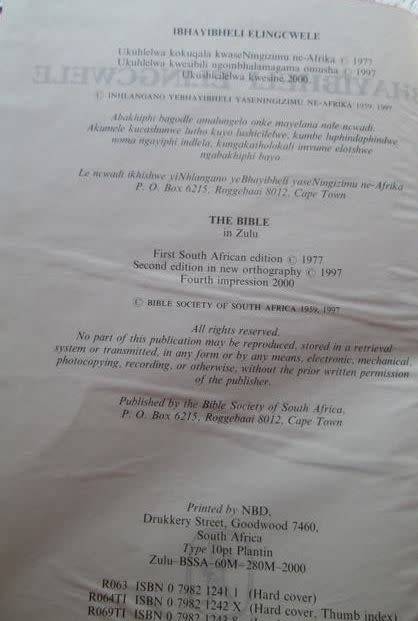 IBHAYIBHELI ELINGCWELE
Ukuhlelwa kokuqala kwaseNingizimu ne-Afrika © 1977
Ukuhlelwa kwesibili ngombhalamagama omusha © 1997
Ukushicilelwa kwesine 2000
© INHLANGANO YEBHAYIBHELI YASENINGIZIMU NE-AFRIKA 1959, 1997
Abakhiphi bagodle amalungelo onke mayelana nale ncwadi.
Akumele kucashunwe lutho kuyo lushicilelwe, kumbe luphindaphindwe
noma ngayiphi indlela, kungakatholakali imvume elotshwe
ngabakhiphi bayo
Le ncwadi ikhishwe yiNhlangano yeBhayibheli yaseNingizimu ne-Afrika
P. O. Box 6215, Roggebaai 8012, Cape Town
THE BIBLE
in Zulu
First South African edition © 1977
Second edition in new orthography © 1997
Fourth impression 2000
© BIBLE SOCIETY OF SOUTH AFRICA 1959, 1997
All rights reserved.
No part of this publication may be reproduced, stored in a retrieval
system or transmitted, in any form or by any means, electronic, mechanical,
photocopying, recording, or otherwise, without the prior written permission
of the publisher.
Published by the Bible Society of South Africa,
P. O. Box 6215, Roggebaai 8012, Cape Town
Printed by NBD,
Drukkery Street, Goodwood 7460,
South Africa
Type 10pt Plantin
Zulu–BSSA–60M–280M–2000
R063 ISBN 0 7982 1241 1 (Hard cover)
R064TI ISBN 0 7982 1242 X (Hard cover, Thumb index)
R069TI ISBN 0 7982